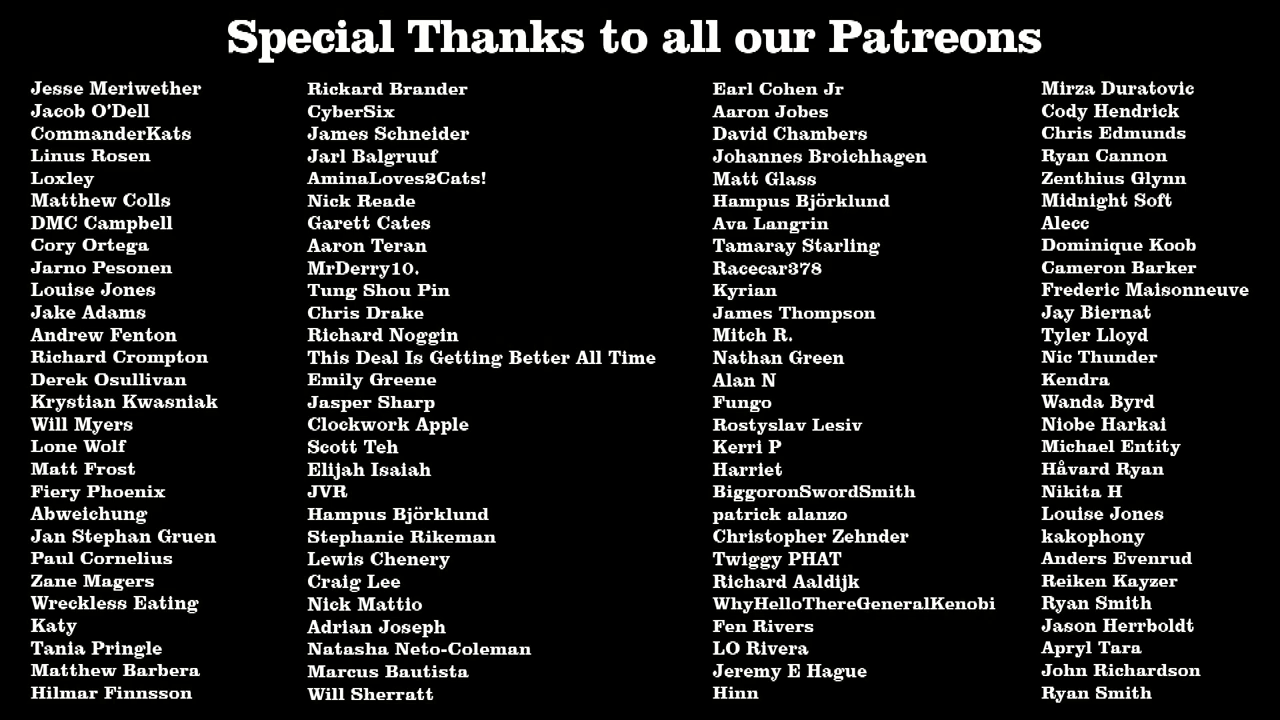 Special Thanks to all our Patreons
Jesse Meriwether
Jacob O'Dell
CommanderKats
Linus Rosen
Loxley
Matthew Colls
DMC Campbell
Cory Ortega
Jarno Pesonen
Louise Jones
Jake Adams
Andrew Fenton
Richard Crompton
Derek Osullivan
Krystian Kwasniak
Will Myers
Lone Wolf
Matt Frost
Fiery Phoenix
Abweichung
Jan Stephan Gruen
Paul Cornelius
Zane Magers
Wreckless Eating
Katy
Tania Pringle
Matthew Barbera
Hilmar Finnsson
Rickard Brander
CyberSix
James Schneider
Jarl Balgruuf
AminaLoves2Cats!
Nick Reade
Garett Cates
Aaron Teran
MrDerry10.
Tung Shou Pin
Chris Drake
Richard Noggin
This Deal Is Getting Better All Time
Emily Greene
Jasper Sharp
Clockwork Apple
Scott Teh
Elijah Isaiah
JVR
Hampus Björklund
Stephanie Rikeman
Lewis Chenery
Craig Lee
Nick Mattio
Adrian Joseph
Natasha Neto-Coleman
Marcus Bautista
Will Sherratt
Earl Cohen Jr
Aaron Jobes
David Chambers
Johannes Broichhagen
Matt Glass
Hampus Björklund
Ava Langrin
Tamaray Starling
Racecar378
Kyrian
James Thompson
Mitch R.
Nathan Green
Alan N
Fungo
Rostyslav Lesiv
Kerri P
Harriet
BiggoronSwordSmith
patrick alanzo
Christopher Zehnder
Twiggy PHAT
Richard Aaldijk
WhyHelloThereGeneralKenobi
Fen Rivers
LO Rivera
Jeremy E Hague
Hinn
Mirza Duratovic
Cody Hendrick
Chris Edmunds
Ryan Cannon
Zenthius Glynn
Midnight Soft
Alecc
Dominique Koob
Cameron Barker
Frederic Maisonneuve
Jay Biernat
Tyler Lloyd
Nic Thunder
Kendra
Wanda Byrd
Niobe Harkai
Michael Entity
Håvard Ryan
Nikita H
Louise Jones
kakophony
Anders Evenrud
Reiken Kayzer
Ryan Smith
Jason Herrboldt
Apryl Tara
John Richardson
Ryan Smith